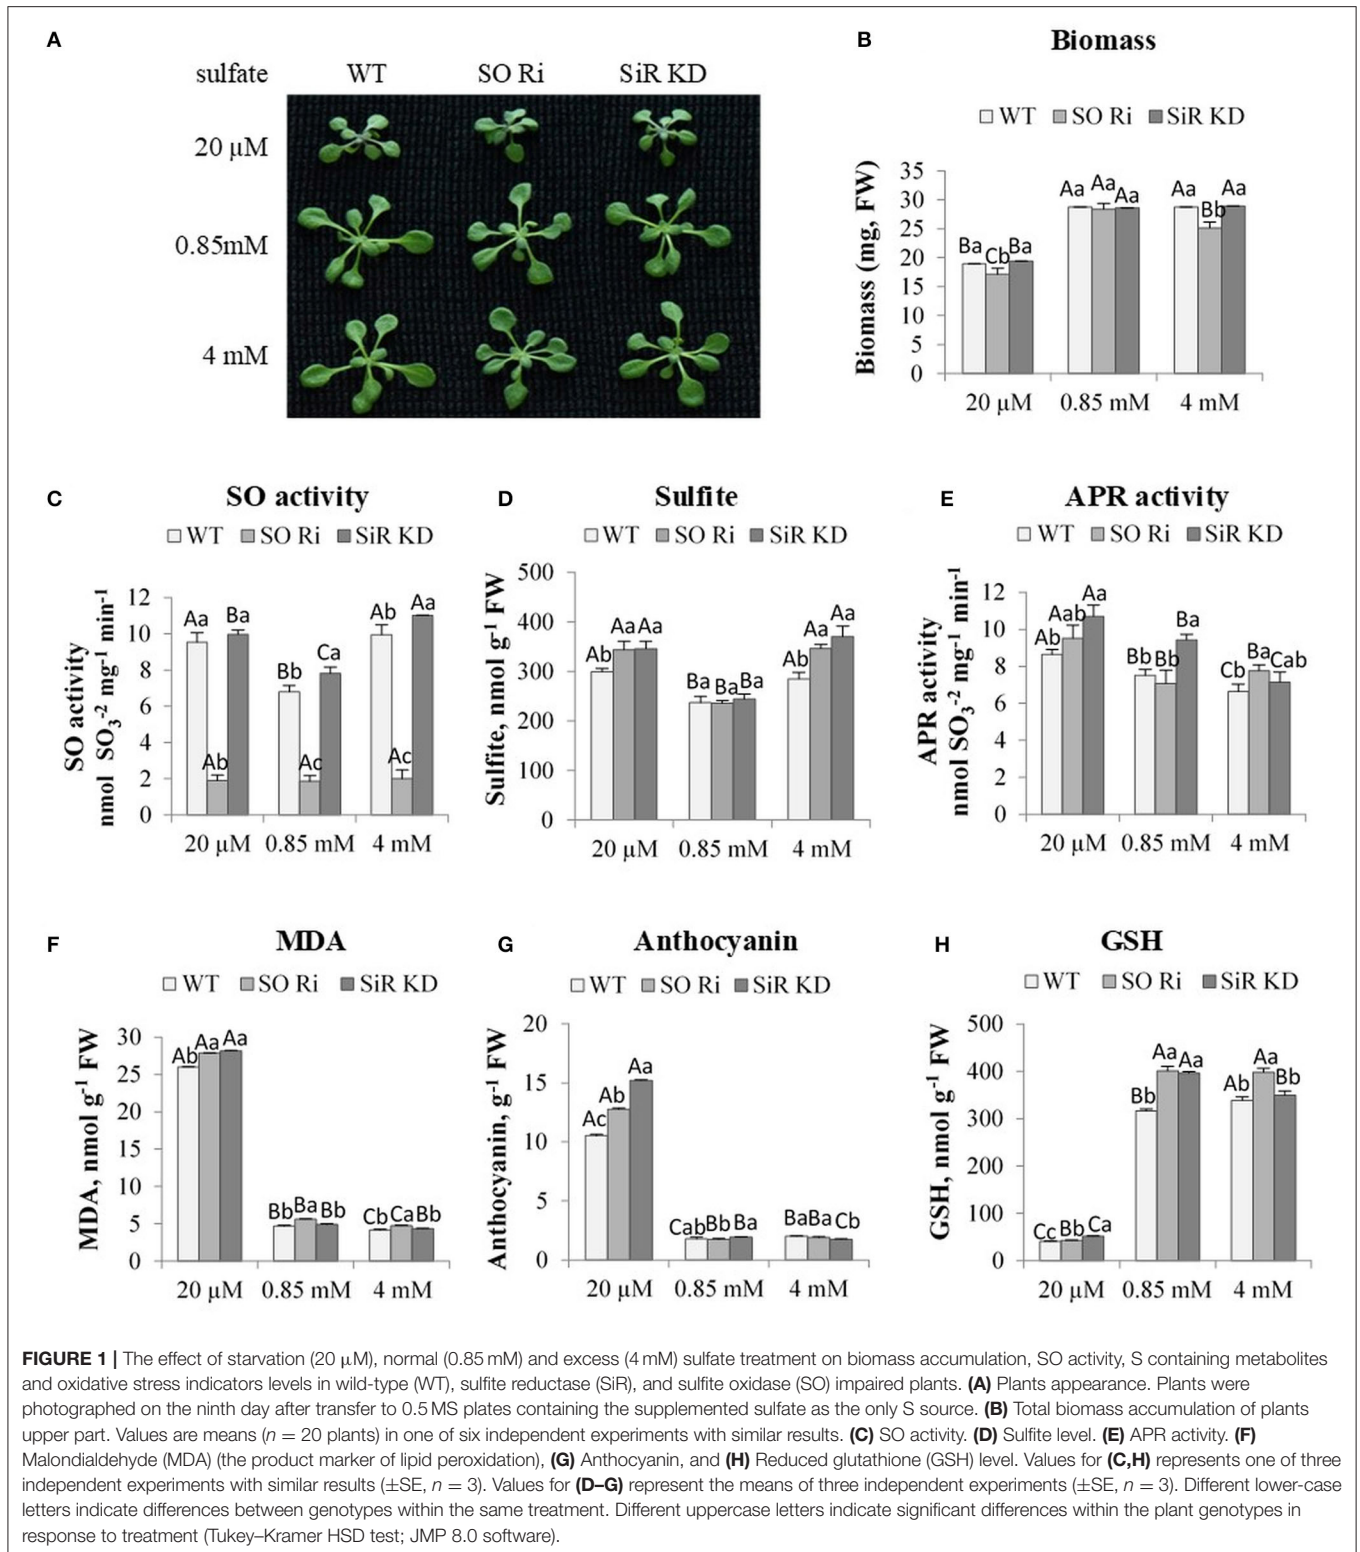 A
sulfate WT SO Ri SiR KD
20 µM
0.85mM
4 mM
B
Biomass
WT SO Ri SiR KD
Biomass (mg, FW)
35
30
25
20
15
10
5
0
Ba Cb Ba
Aa Aa Aa
Aa Bb Aa
20 µM 0.85 mM 4 mM
C
SO activity
WT SO Ri SiR KD
SO activity
nmol SO₃⁻² mg⁻¹ min⁻¹
12
10
8
6
4
2
0
Aa Ab Ba
Bb Ac Ca
Ab Ac Aa
20 µM 0.85 mM 4 mM
D
Sulfite
WT SO Ri SiR KD
Sulfite, nmol g⁻¹ FW
500
400
300
200
100
0
Ab Aa Aa
Ba Ba Ba
Ab Aa Aa
20 µM 0.85 mM 4 mM
E
APR activity
WT SO Ri SiR KD
APR activity
nmol SO₃⁻² mg⁻¹ min⁻¹
12
10
8
6
4
2
0
Ab Aab Aa
Bb Bb Ba
Cb Ba Cab
20 µM 0.85 mM 4 mM
F
MDA
WT SO Ri SiR KD
MDA, nmol g⁻¹ FW
30
25
20
15
10
5
0
Ab Aa Aa
Bb Ba Bb
Cb Ca Bb
20 µM 0.85 mM 4 mM
G
Anthocyanin
WT SO Ri SiR KD
Anthocyanin, g⁻¹ FW
20
15
10
5
0
Ac Ab Aa
Cab Bb Ba
Ba Ba Cb
20 µM 0.85 mM 4 mM
H
GSH
WT SO Ri SiR KD
GSH, nmol g⁻¹ FW
500
400
300
200
100
0
Cc Bb Ca
Bb Aa Aa
Ab Aa Bb
20 µM 0.85 mM 4 mM
FIGURE 1 | The effect of starvation (20 µM), normal (0.85 mM) and excess (4 mM) sulfate treatment on biomass accumulation, SO activity, S containing metabolites
and oxidative stress indicators levels in wild-type (WT), sulfite reductase (SiR), and sulfite oxidase (SO) impaired plants. (A) Plants appearance. Plants were
photographed on the ninth day after transfer to 0.5 MS plates containing the supplemented sulfate as the only S source. (B) Total biomass accumulation of plants
upper part. Values are means (n = 20 plants) in one of six independent experiments with similar results. (C) SO activity. (D) Sulfite level. (E) APR activity. (F)
Malondialdehyde (MDA) (the product marker of lipid peroxidation), (G) Anthocyanin, and (H) Reduced glutathione (GSH) level. Values for (C,H) represents one of three
independent experiments with similar results (±SE, n = 3). Values for (D–G) represent the means of three independent experiments (±SE, n = 3). Different lower-case
letters indicate differences between genotypes within the same treatment. Different uppercase letters indicate significant differences within the plant genotypes in
response to treatment (Tukey–Kramer HSD test; JMP 8.0 software).